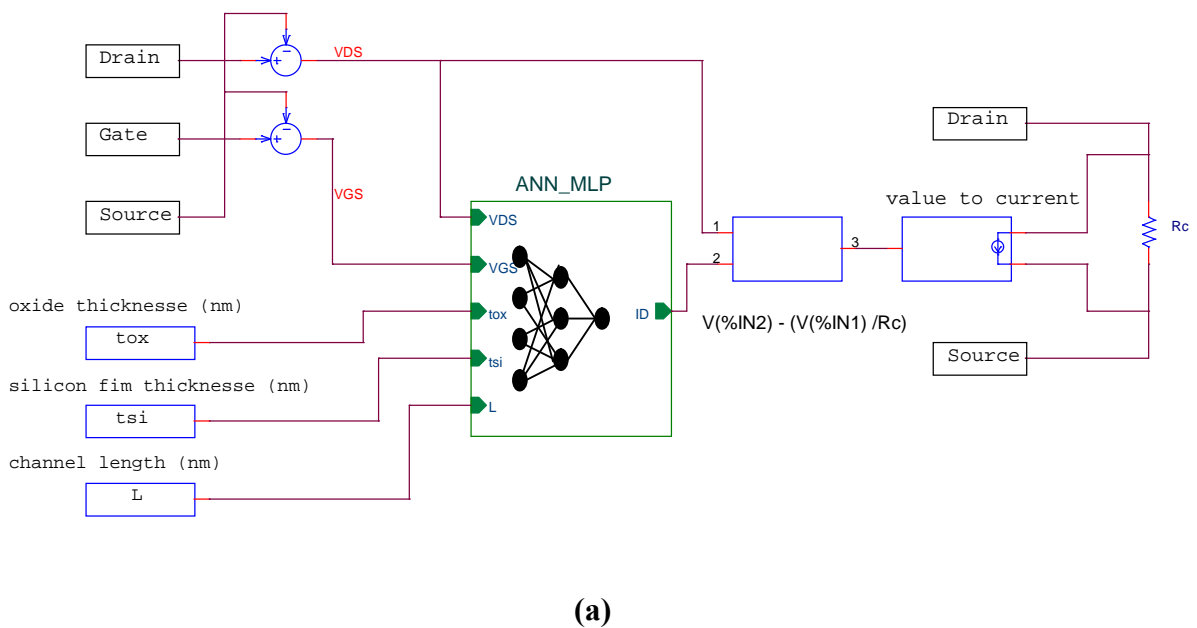 Drain
−
+
VDS
Gate
−
+
VGS
Source
ANN_MLP
VDS
VGS
tox
tsi
L
ID
oxide thicknesse (nm)
tox
silicon fim thicknesse (nm)
tsi
channel length (nm)
L
1
2
3
V(%IN2) - (V(%IN1) /Rc)
value to current
Drain
Rc
Source
(a)